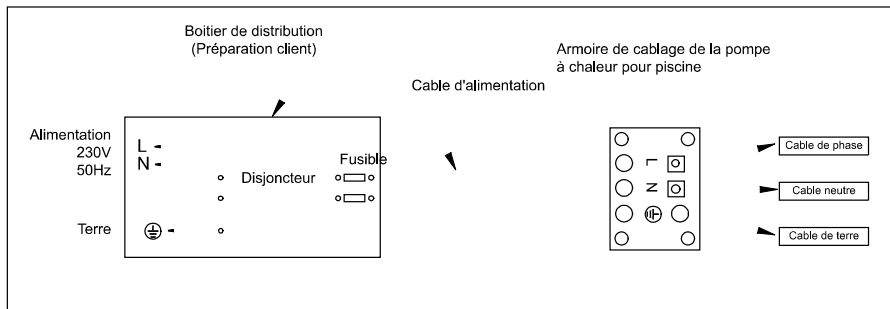 Boitier de distribution
(Préparation client)
Armoire de cablage de la pompe
à chaleur pour piscine
Cable d'alimentation
Alimentation
230V
50Hz
L
N
Fusible
Disjoncteur
Terre
L
N
Cable de phase
Cable neutre
Cable de terre